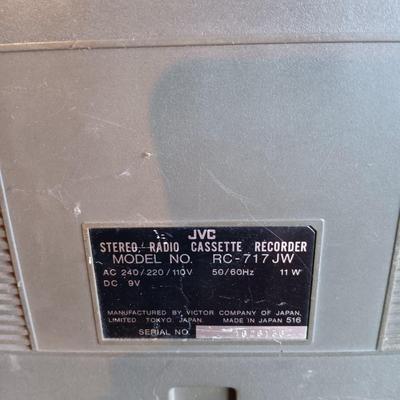 JVC
STEREO RADIO CASSETTE RECORDER
MODEL NO. RC-717JW
AC 240/220/110V 50/60Hz 11W
DC 9V
MANUFACTURED BY VICTOR COMPANY OF JAPAN,
LIMITED. TOKYO JAPAN. MADE IN JAPAN 516
SERIAL NO.